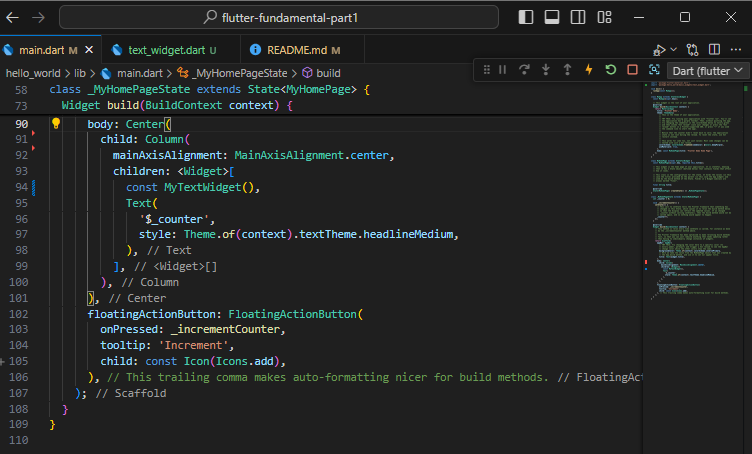 flutter-fundamental-part1
main.dart M
text_widget.dart U
README.md M
hello_world > lib > main.dart > _MyHomePageState > build
Dart (flutter
58 class _MyHomePageState extends State<MyHomePage> {
73 Widget build(BuildContext context) {
90 body: Center(
91 child: Column(
92 mainAxisAlignment: MainAxisAlignment.center,
93 children: <Widget>[
94 const MyTextWidget(),
95 Text(
96 '$_counter',
97 style: Theme.of(context).textTheme.headlineMedium,
98 ), // Text
99 ], // <Widget>[]
100 ), // Column
101 ), // Center
102 floatingActionButton: FloatingActionButton(
103 onPressed: _incrementCounter,
104 tooltip: 'Increment',
105 child: const Icon(Icons.add),
106 ), // This trailing comma makes auto-formatting nicer for build methods. // FloatingAct
107 ); // Scaffold
108 }
109 }
110